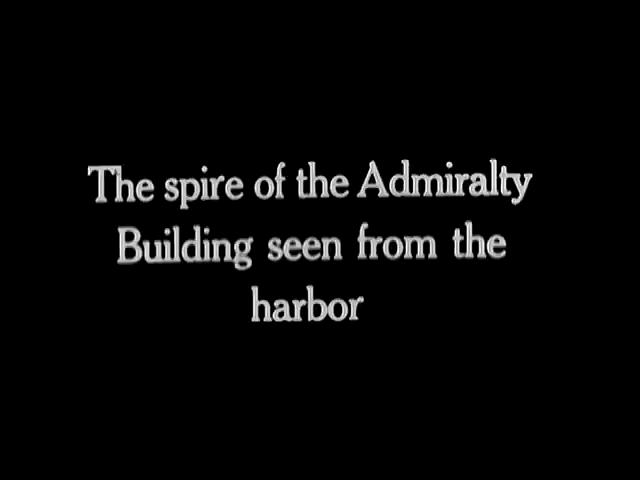 The spire of the Admiralty
Building seen from the
harbor